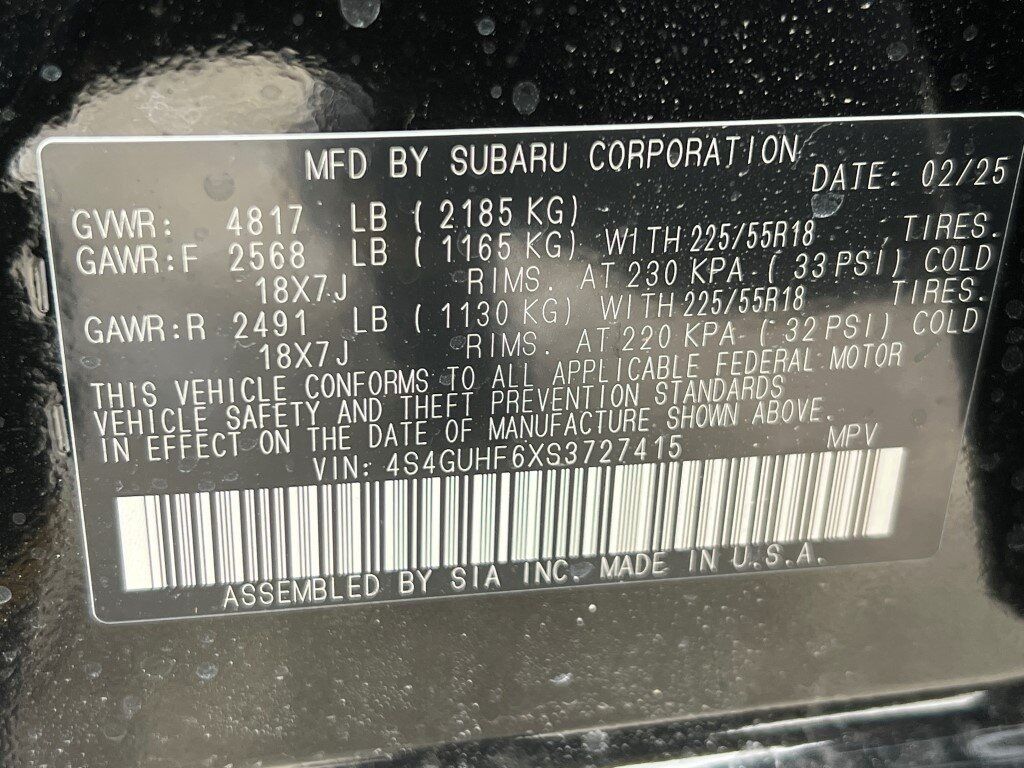 MFD BY SUBARU CORPORATION DATE: 02/25
GVWR: 4817 LB (2185 KG)
GAWR:F 2568 LB (1165 KG) WITH 225/55R18 TIRES.
18X7J RIMS. AT 230 KPA (33 PSI) COLD
GAWR:R 2491 LB (1130 KG) WITH 225/55R18 TIRES.
18X7J RIMS. AT 220 KPA (32 PSI) COLD
THIS VEHICLE CONFORMS TO ALL APPLICABLE FEDERAL MOTOR
VEHICLE SAFETY AND THEFT PREVENTION STANDARDS
IN EFFECT ON THE DATE OF MANUFACTURE SHOWN ABOVE.
VIN: 4S4GUHF6XS3727415 MPV
ASSEMBLED BY SIA INC. MADE IN U.S.A.